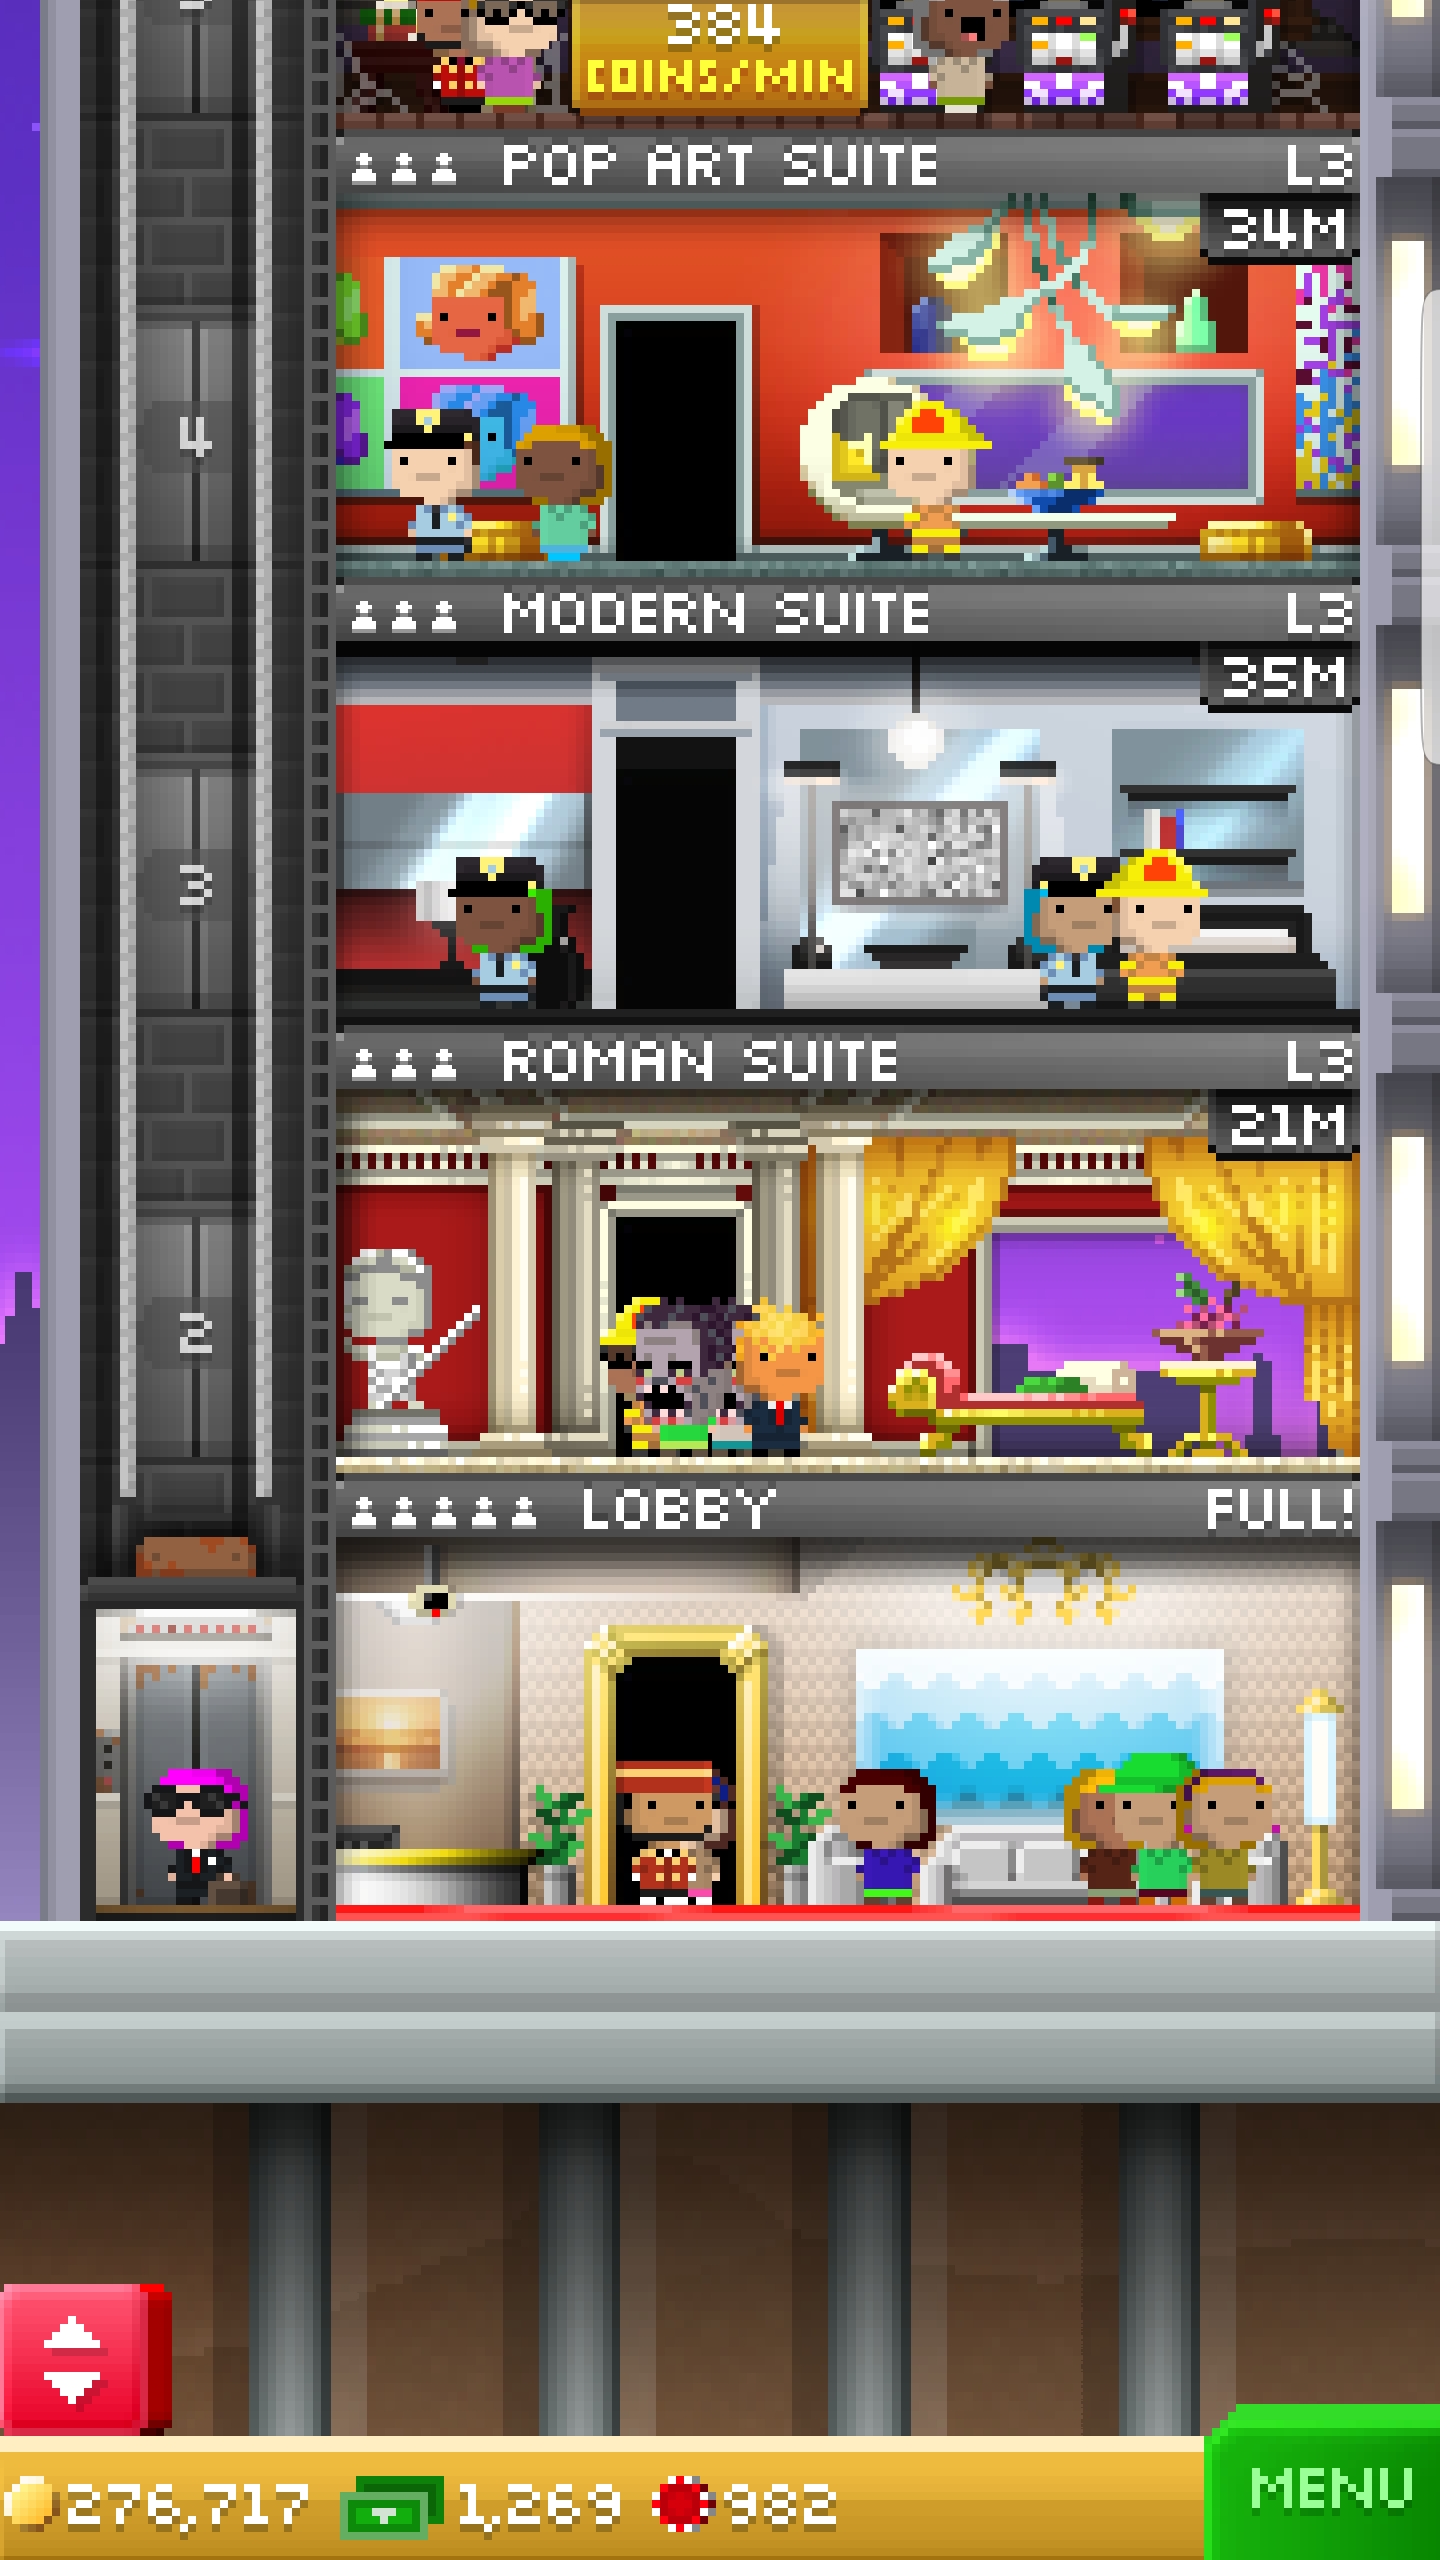 384
COINS/MIN
POP ART SUITE L3
34M
4
MODERN SUITE L3
35M
3
ROMAN SUITE L3
21M
2
LOBBY FULL!
276,717 1,269 982
MENU